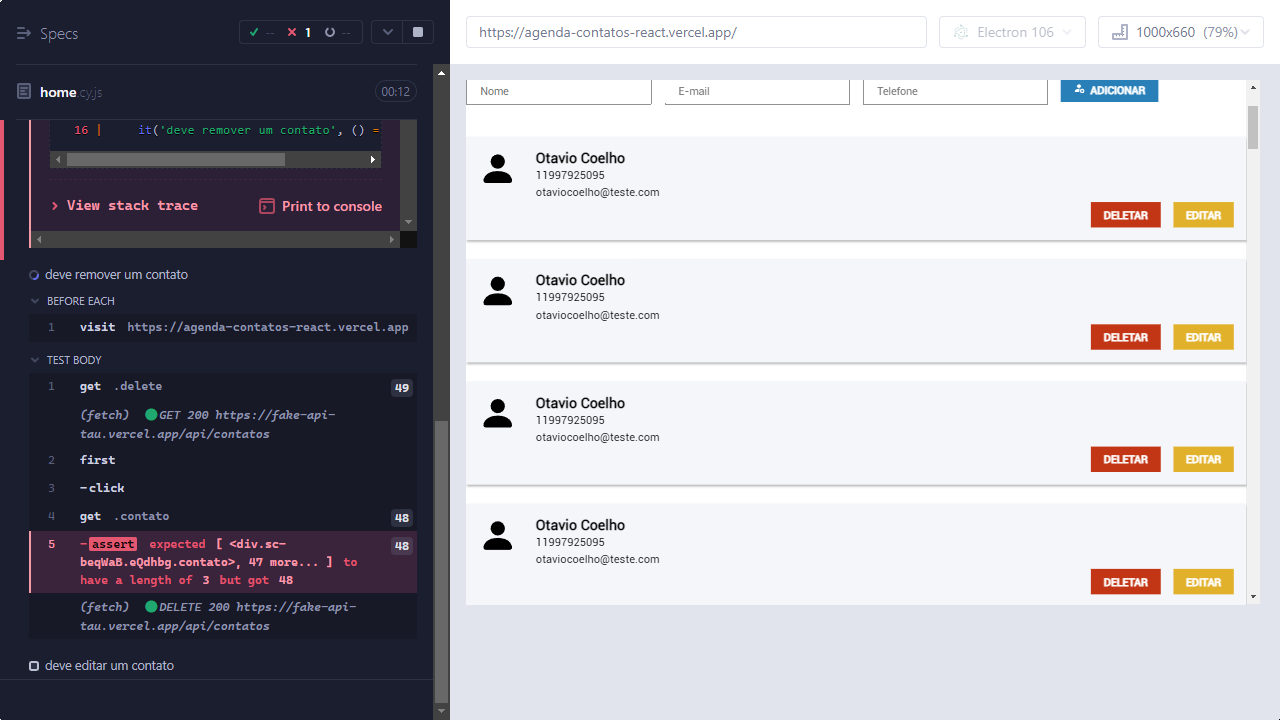 Specs
-- 1 --
home.cy.js 00:12
16 | it('deve remover um contato', () =
> View stack trace Print to console
deve remover um contato
BEFORE EACH
1 visit https://agenda-contatos-react.vercel.app
TEST BODY
1 get .delete 49
(fetch) GET 200 https://fake-api-
tau.vercel.app/api/contatos
2 first
3 -click
4 get .contato 48
5 -assert expected [ <div.sc- 48
beqWaB.eQdhbg.contato>, 47 more... ] to
have a length of 3 but got 48
(fetch) DELETE 200 https://fake-api-
tau.vercel.app/api/contatos
deve editar um contato
https://agenda-contatos-react.vercel.app/ Electron 106 1000x660 (79%)
Nome E-mail Telefone ADICIONAR
Otavio Coelho
11997925095
otaviocoelho@teste.com
DELETAR EDITAR
Otavio Coelho
11997925095
otaviocoelho@teste.com
DELETAR EDITAR
Otavio Coelho
11997925095
otaviocoelho@teste.com
DELETAR EDITAR
Otavio Coelho
11997925095
otaviocoelho@teste.com
DELETAR EDITAR